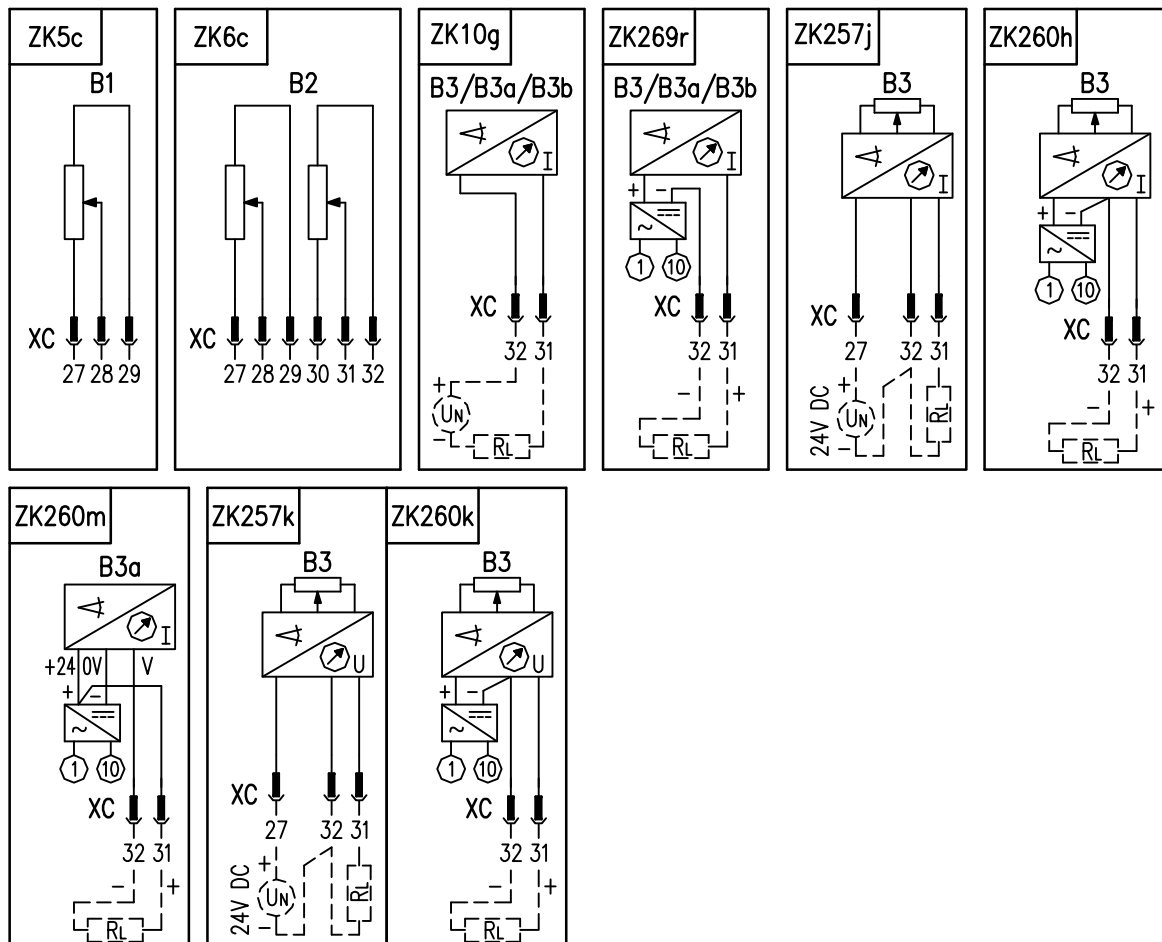 ZK5c
B1
XC
27 28 29
ZK6c
B2
XC
27 28 29 30 31 32
ZK10g
B3/B3a/B3b
I
XC
32 31
+
UN
-
RL
ZK269r
B3/B3a/B3b
I
+ -
~
1 10
XC
32 31
- +
RL
ZK257j
B3
I
XC
27 32 31
24V DC
+
UN
-
RL
ZK260h
B3
I
+ -
~
1 10
XC
32 31
- +
RL
ZK260m
B3a
I
+24 0V V
+ -
~
1 10
XC
32 31
- +
RL
ZK257k
B3
U
XC
27 32 31
24V DC
+
UN
-
RL
ZK260k
B3
U
+ -
~
1 10
XC
32 31
- +
RL